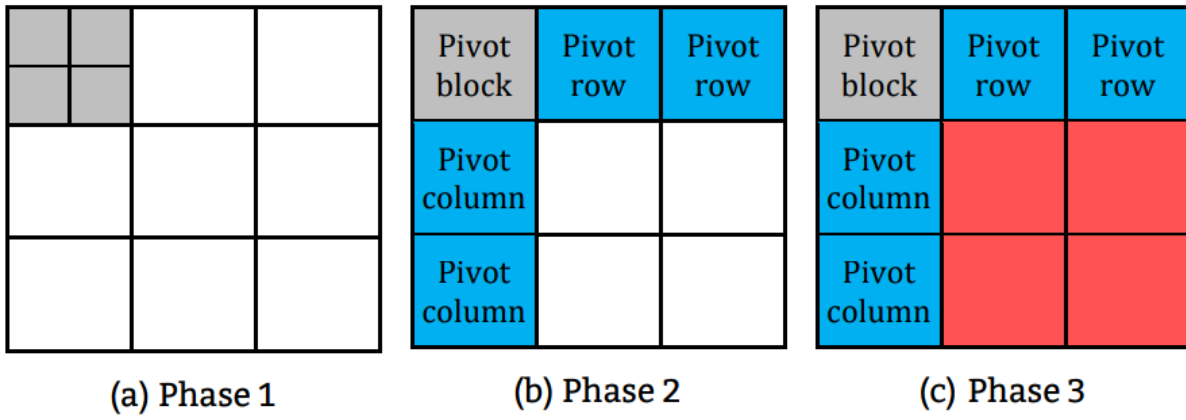 Pivot
block
Pivot
row
Pivot
row
Pivot
column
Pivot
column
Pivot
block
Pivot
row
Pivot
row
Pivot
column
Pivot
column
(a) Phase 1
(b) Phase 2
(c) Phase 3